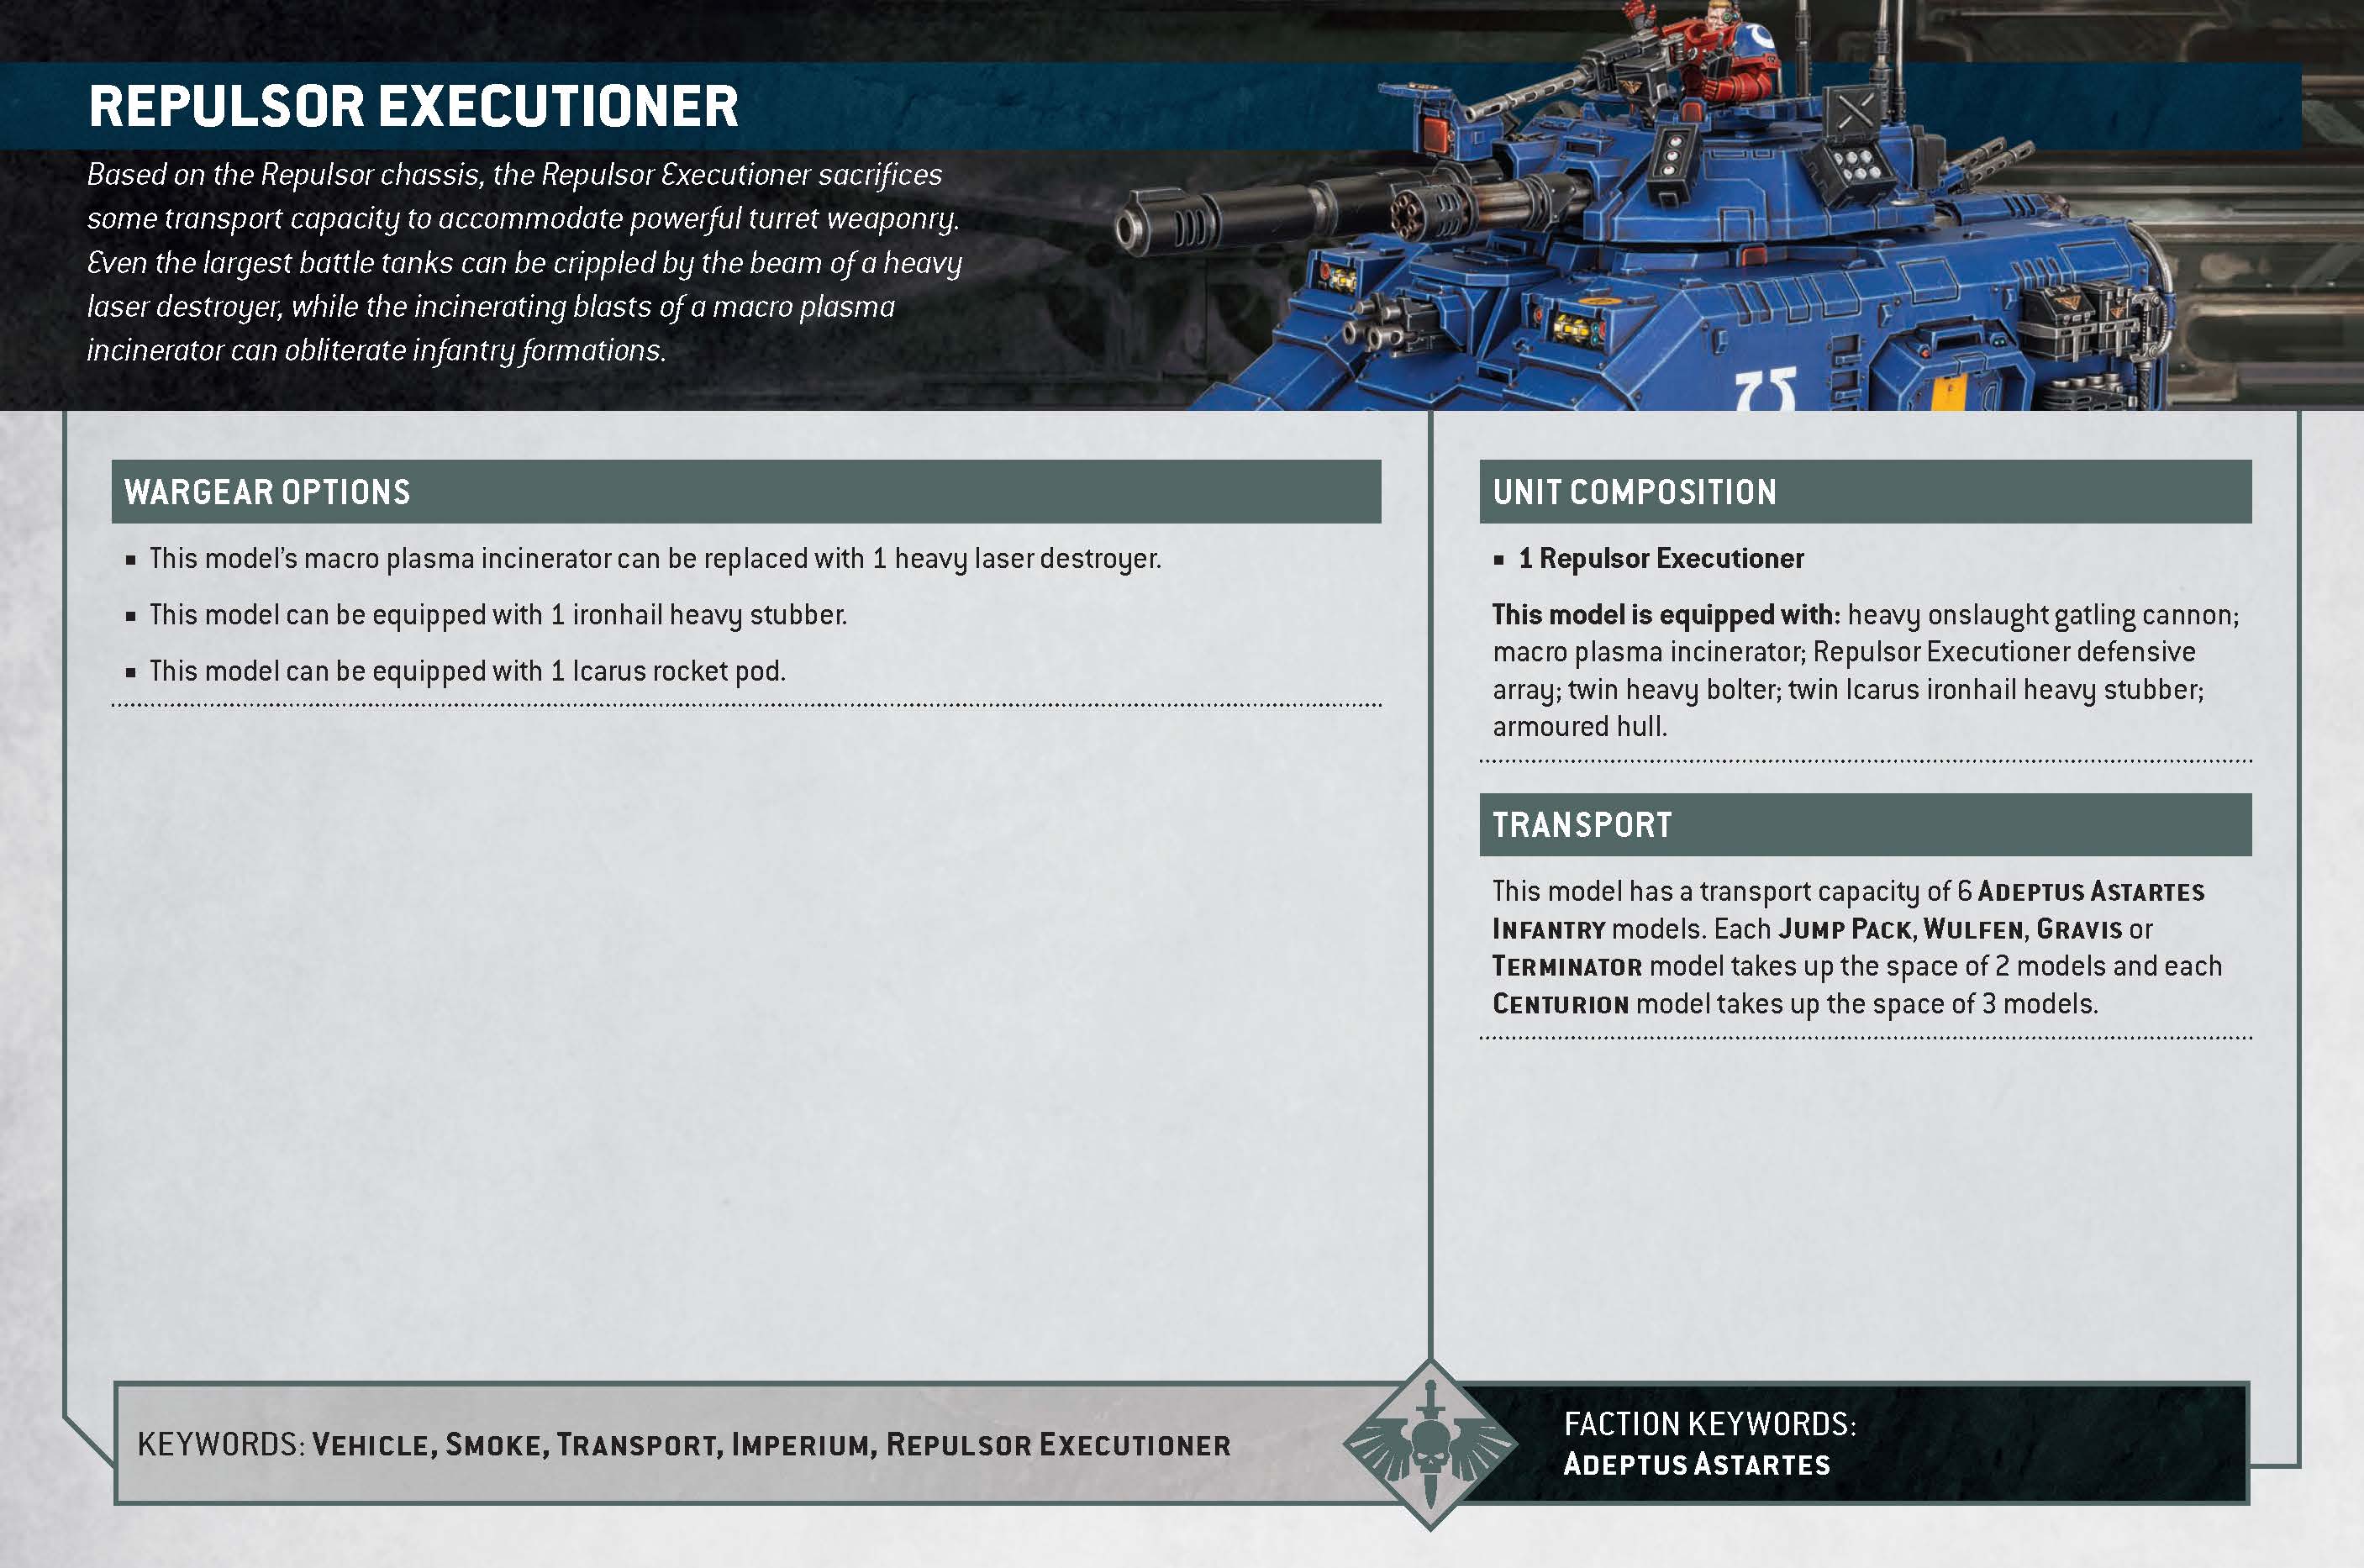 REPULSOR EXECUTIONER
Based on the Repulsor chassis, the Repulsor Executioner sacrifices
some transport capacity to accommodate powerful turret weaponry.
Even the largest battle tanks can be crippled by the beam of a heavy
laser destroyer, while the incinerating blasts of a macro plasma
incinerator can obliterate infantry formations.
WARGEAR OPTIONS
▪ This model's macro plasma incinerator can be replaced with 1 heavy laser destroyer.
▪ This model can be equipped with 1 ironhail heavy stubber.
▪ This model can be equipped with 1 Icarus rocket pod.
UNIT COMPOSITION
▪ 1 Repulsor Executioner
This model is equipped with: heavy onslaught gatling cannon;
macro plasma incinerator; Repulsor Executioner defensive
array; twin heavy bolter; twin Icarus ironhail heavy stubber;
armoured hull.
TRANSPORT
This model has a transport capacity of 6 ADEPTUS ASTARTES
INFANTRY models. Each JUMP PACK, WULFEN, GRAVIS or
TERMINATOR model takes up the space of 2 models and each
CENTURION model takes up the space of 3 models.
KEYWORDS: VEHICLE, SMOKE, TRANSPORT, IMPERIUM, REPULSOR EXECUTIONER
FACTION KEYWORDS:
ADEPTUS ASTARTES